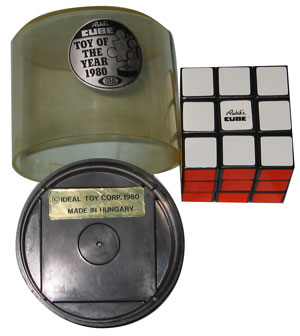 Rubik's
CUBE
TOY OF
THE
YEAR
1980
Rubik's
CUBE
© IDEAL TOY CORP. 1980
MADE IN HUNGARY.